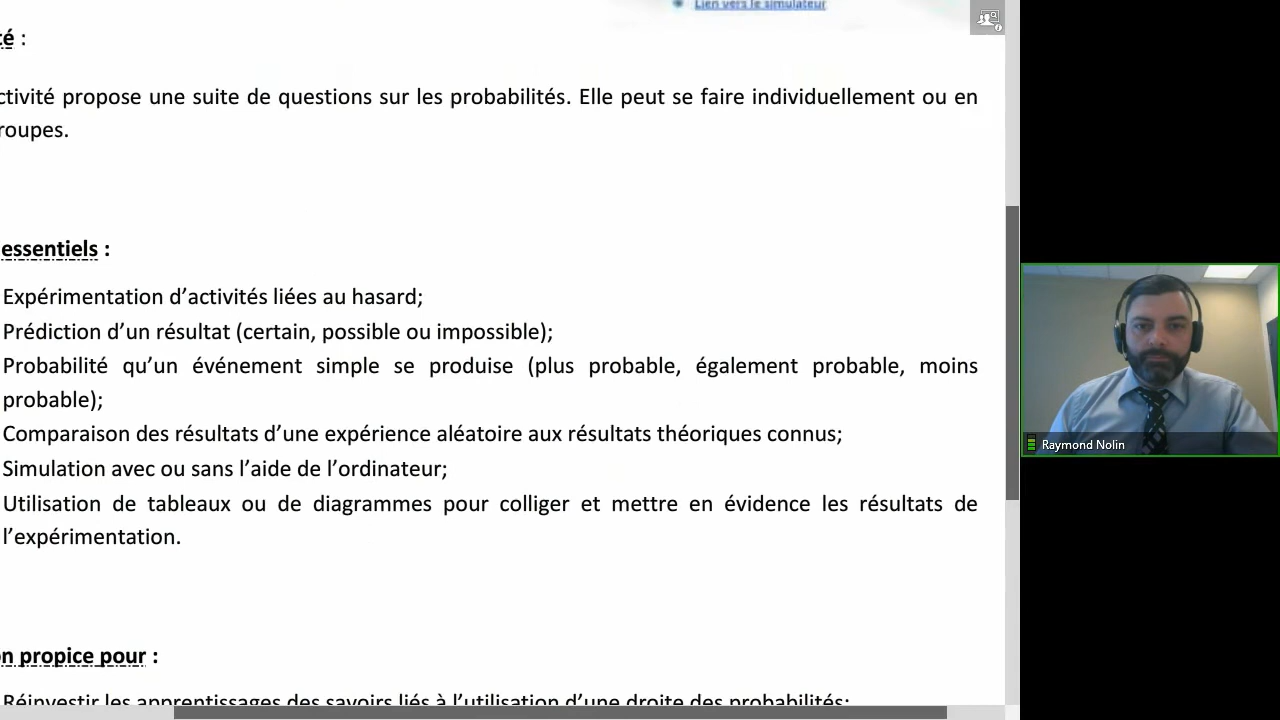 Lien vers le simulateur
té :
ctivité propose une suite de questions sur les probabilités. Elle peut se faire individuellement ou en
roupes.
essentiels :
Expérimentation d’activités liées au hasard;
Prédiction d’un résultat (certain, possible ou impossible);
Probabilité qu’un événement simple se produise (plus probable, également probable, moins
probable);
Comparaison des résultats d’une expérience aléatoire aux résultats théoriques connus;
Simulation avec ou sans l’aide de l’ordinateur;
Utilisation de tableaux ou de diagrammes pour colliger et mettre en évidence les résultats de
l’expérimentation.
Raymond Nolin
n propice pour :
Réinvestir les apprentissages des savoirs liés à l’utilisation d’une droite des probabilités;